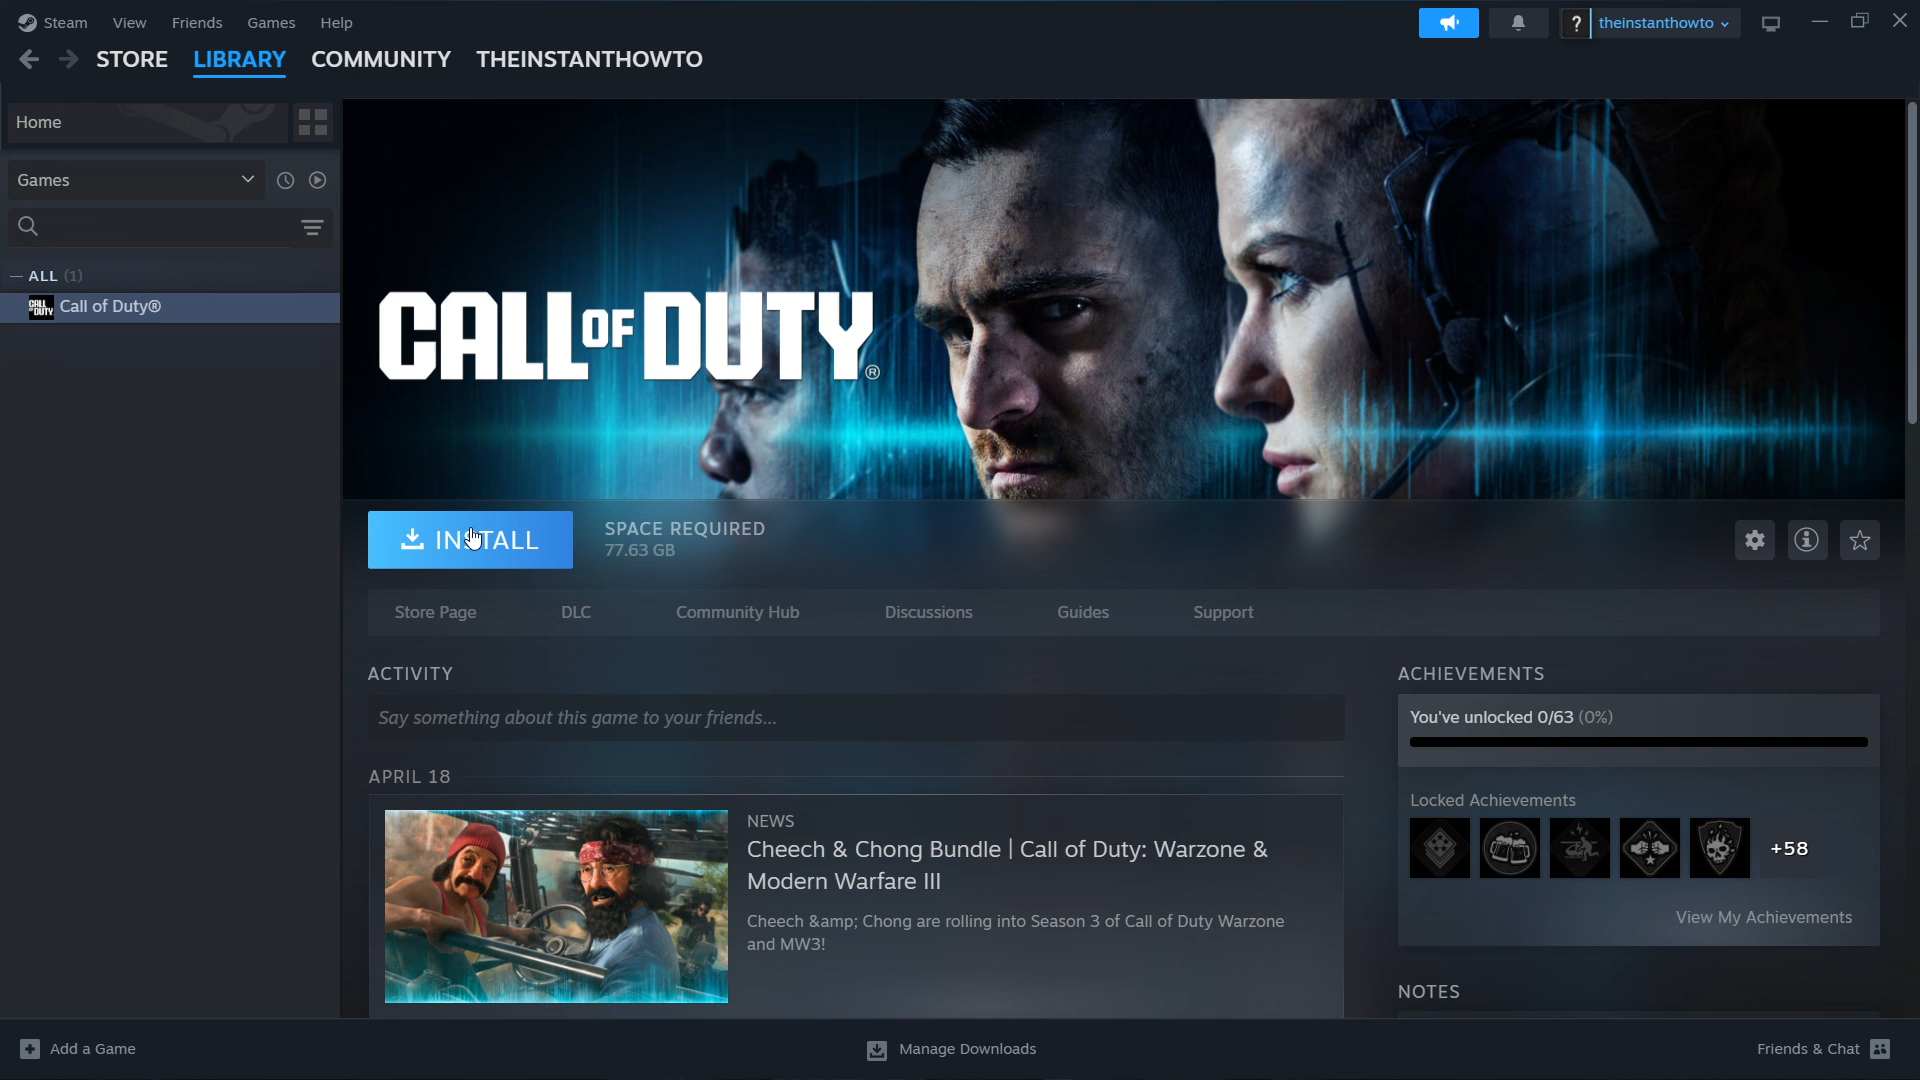 Steam View Friends Games Help
? theinstanthowto
STORE LIBRARY COMMUNITY THEINSTANTHOWTO
Home
Games
— ALL (1)
CALL OF DUTY Call of Duty®
CALL OF DUTY®
INSTALL
SPACE REQUIRED
77.63 GB
Store Page DLC Community Hub Discussions Guides Support
ACTIVITY
Say something about this game to your friends...
APRIL 18
NEWS
Cheech & Chong Bundle | Call of Duty: Warzone &
Modern Warfare III
Cheech &amp; Chong are rolling into Season 3 of Call of Duty Warzone
and MW3!
ACHIEVEMENTS
You've unlocked 0/63 (0%)
Locked Achievements
+58
View My Achievements
NOTES
Add a Game
Manage Downloads
Friends & Chat